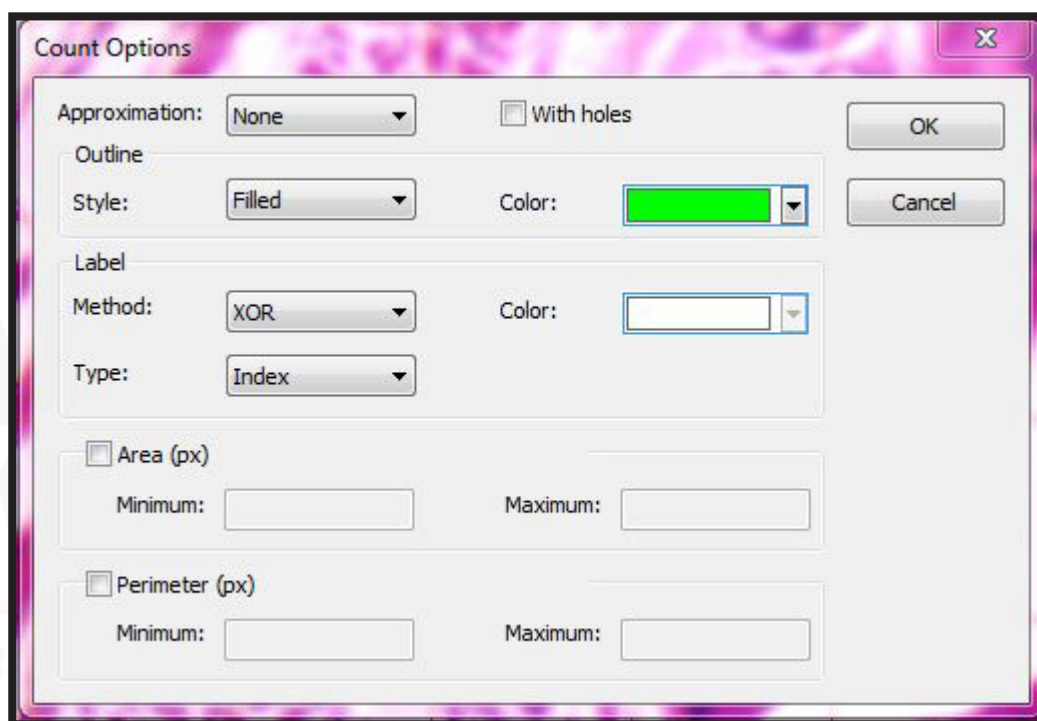 Count Options
Approximation: None With holes OK
Outline
Style: Filled Color: Cancel
Label
Method: XOR Color:
Type: Index
Area (px)
Minimum: Maximum:
Perimeter (px)
Minimum: Maximum: